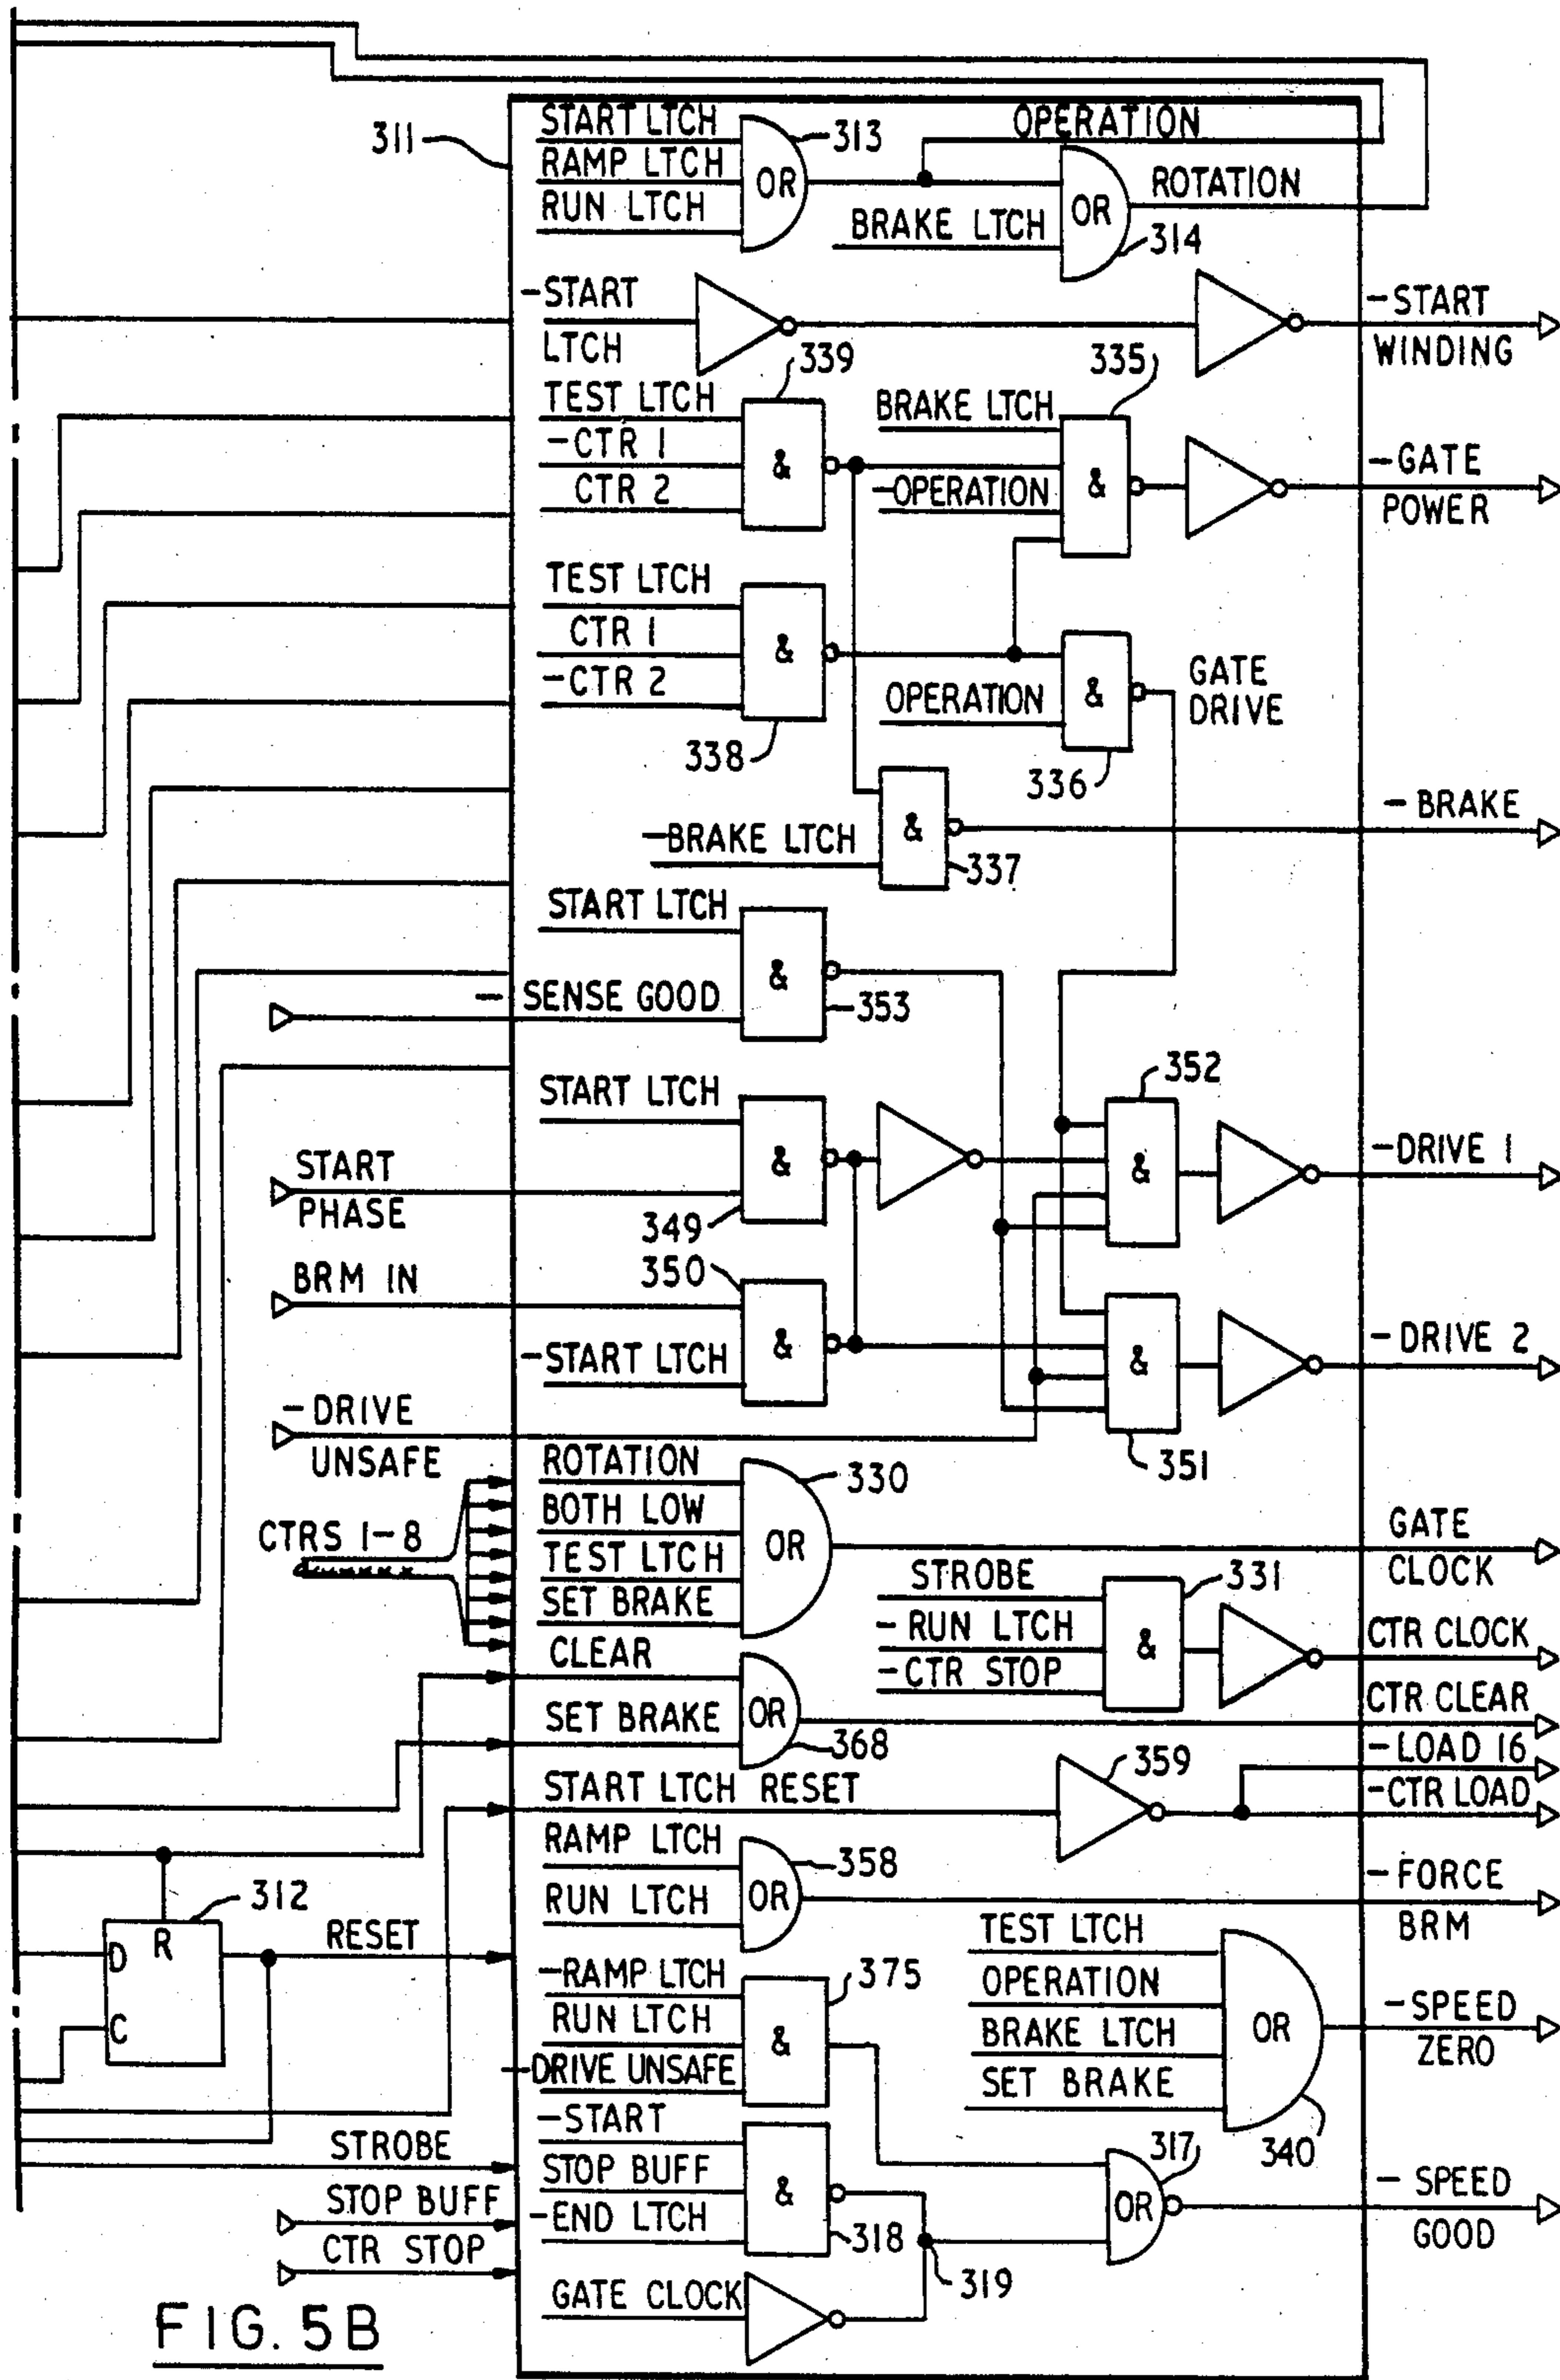 START LTCH
RAMP LTCH
RUN LTCH
311
OR
313
OPERATION
BRAKE LTCH
OR
314
ROTATION
-START
LTCH
-START
WINDING
339
TEST LTCH
-CTR 1
CTR 2
&
335
BRAKE LTCH
-OPERATION
&
-GATE
POWER
TEST LTCH
CTR 1
-CTR 2
&
338
OPERATION
&
336
GATE
DRIVE
-BRAKE LTCH
&
337
- BRAKE
START LTCH
- SENSE GOOD
&
353
START LTCH
START
PHASE
&
349
352
&
-DRIVE 1
BRM IN
350
-START LTCH
&
&
351
-DRIVE 2
-DRIVE
UNSAFE
CTRS 1-8
ROTATION
BOTH LOW
TEST LTCH
SET BRAKE
OR
330
GATE
CLOCK
STROBE
-RUN LTCH
-CTR STOP
&
331
CTR CLOCK
CLEAR
SET BRAKE
OR
368
CTR CLEAR
START LTCH RESET
359
-LOAD 16
-CTR LOAD
RAMP LTCH
RUN LTCH
OR
358
-FORCE
BRM
312
D
R
C
RESET
-RAMP LTCH
RUN LTCH
-DRIVE UNSAFE
&
375
TEST LTCH
OPERATION
BRAKE LTCH
SET BRAKE
OR
340
-SPEED
ZERO
-START
STOP BUFF
-END LTCH
&
318
319
317
OR
- SPEED
GOOD
STROBE
STOP BUFF
CTR STOP
GATE CLOCK
FIG. 5B